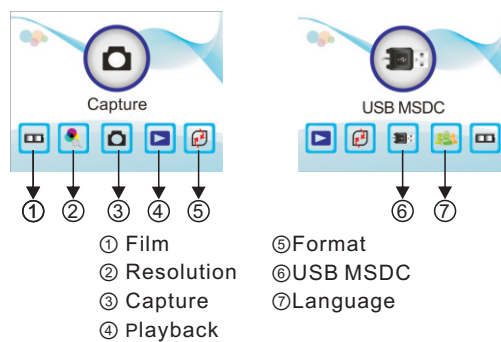 Capture
USB MSDC
① ② ③ ④ ⑤
⑥ ⑦
① Film
② Resolution
③ Capture
④ Playback
⑤Format
⑥USB MSDC
⑦Language